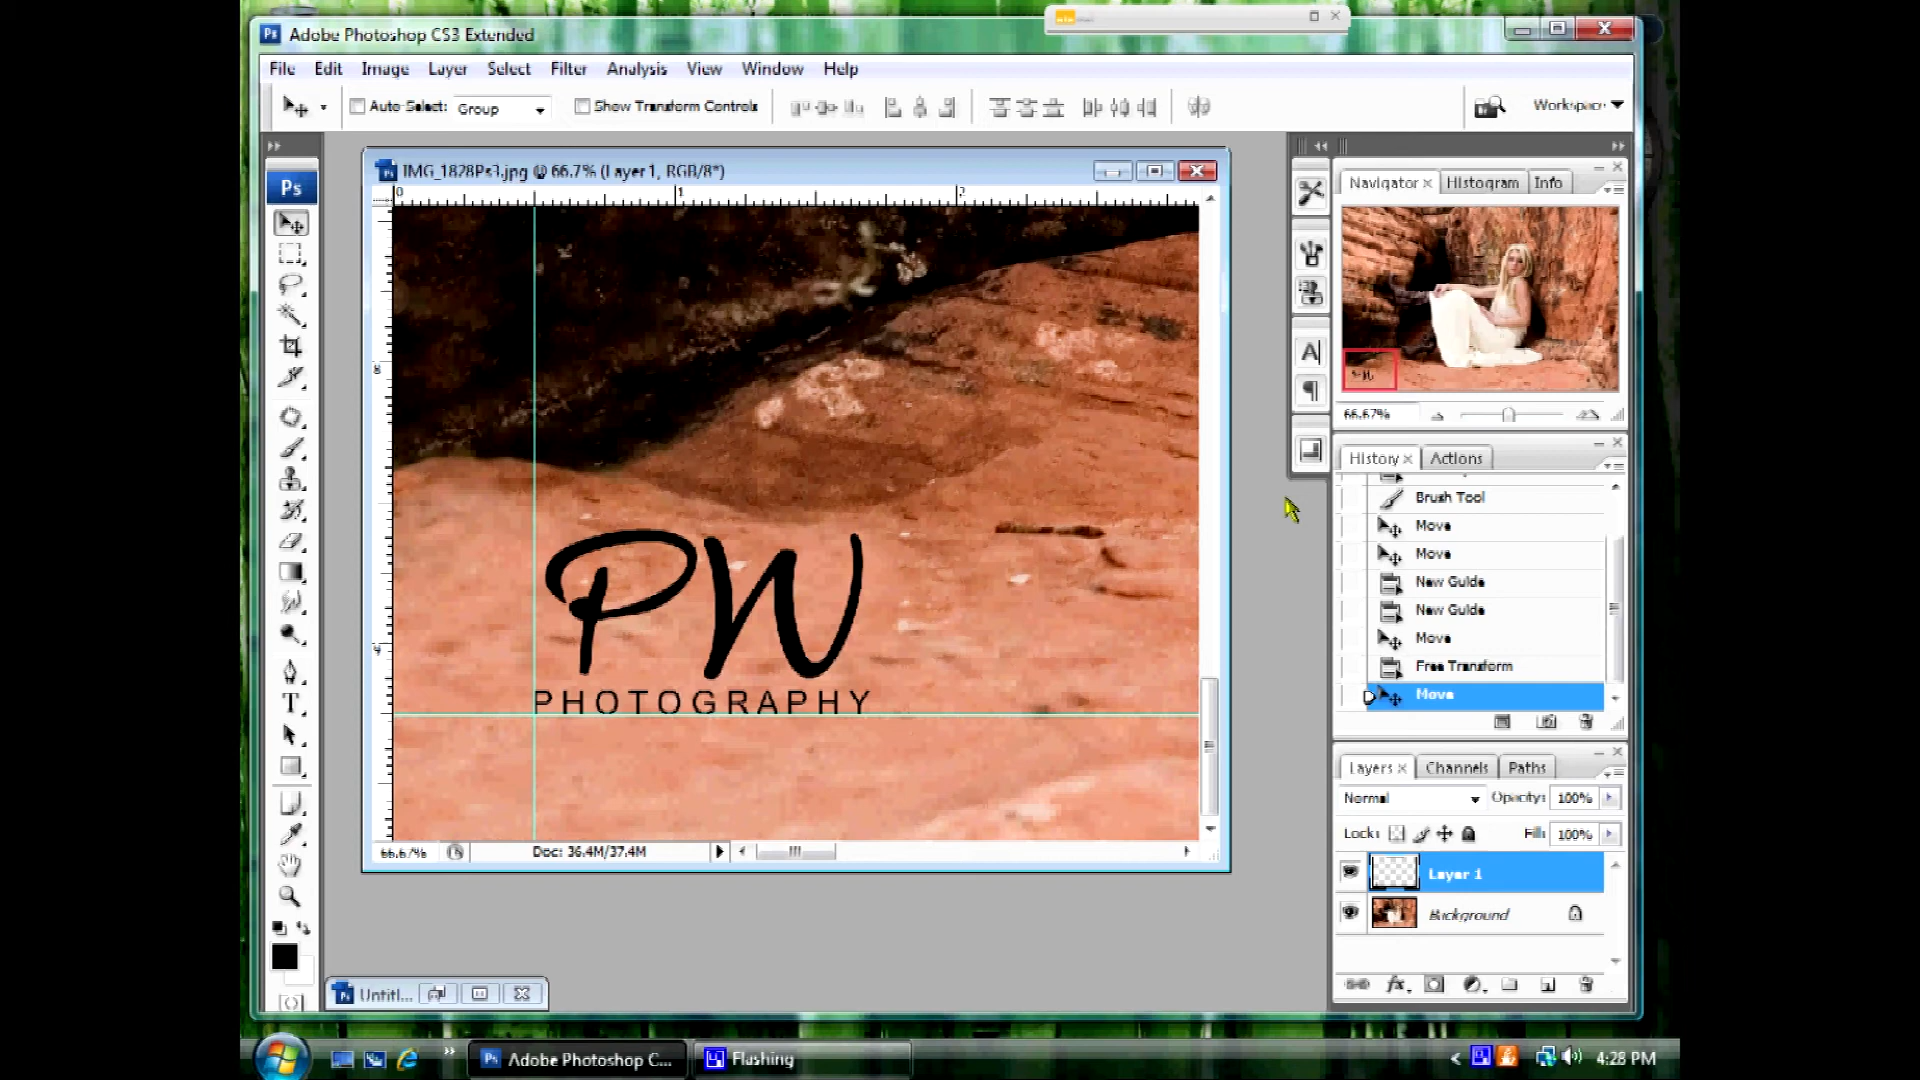 Adobe Photoshop CS3 Extended
File Edit Image Layer Select Filter Analysis View Window Help
Auto-Select: Group Show Transform Controls Workspace
IMG_1828Ps3.jpg @ 66.7% (Layer 1, RGB/8*)
Ps
0 1 2
Navigator Histogram Info
66.67%
History Actions
Brush Tool
Move
Move
New Guide
New Guide
Move
Free Transform
Move
PW
PHOTOGRAPHY
Layers Channels Paths
Normal Opacity: 100%
Lock: Fill: 100%
Layer 1
Background
66.67% Doc: 36.4M/37.4M
Untitl...
Adobe Photoshop C... Flashing 4:28 PM